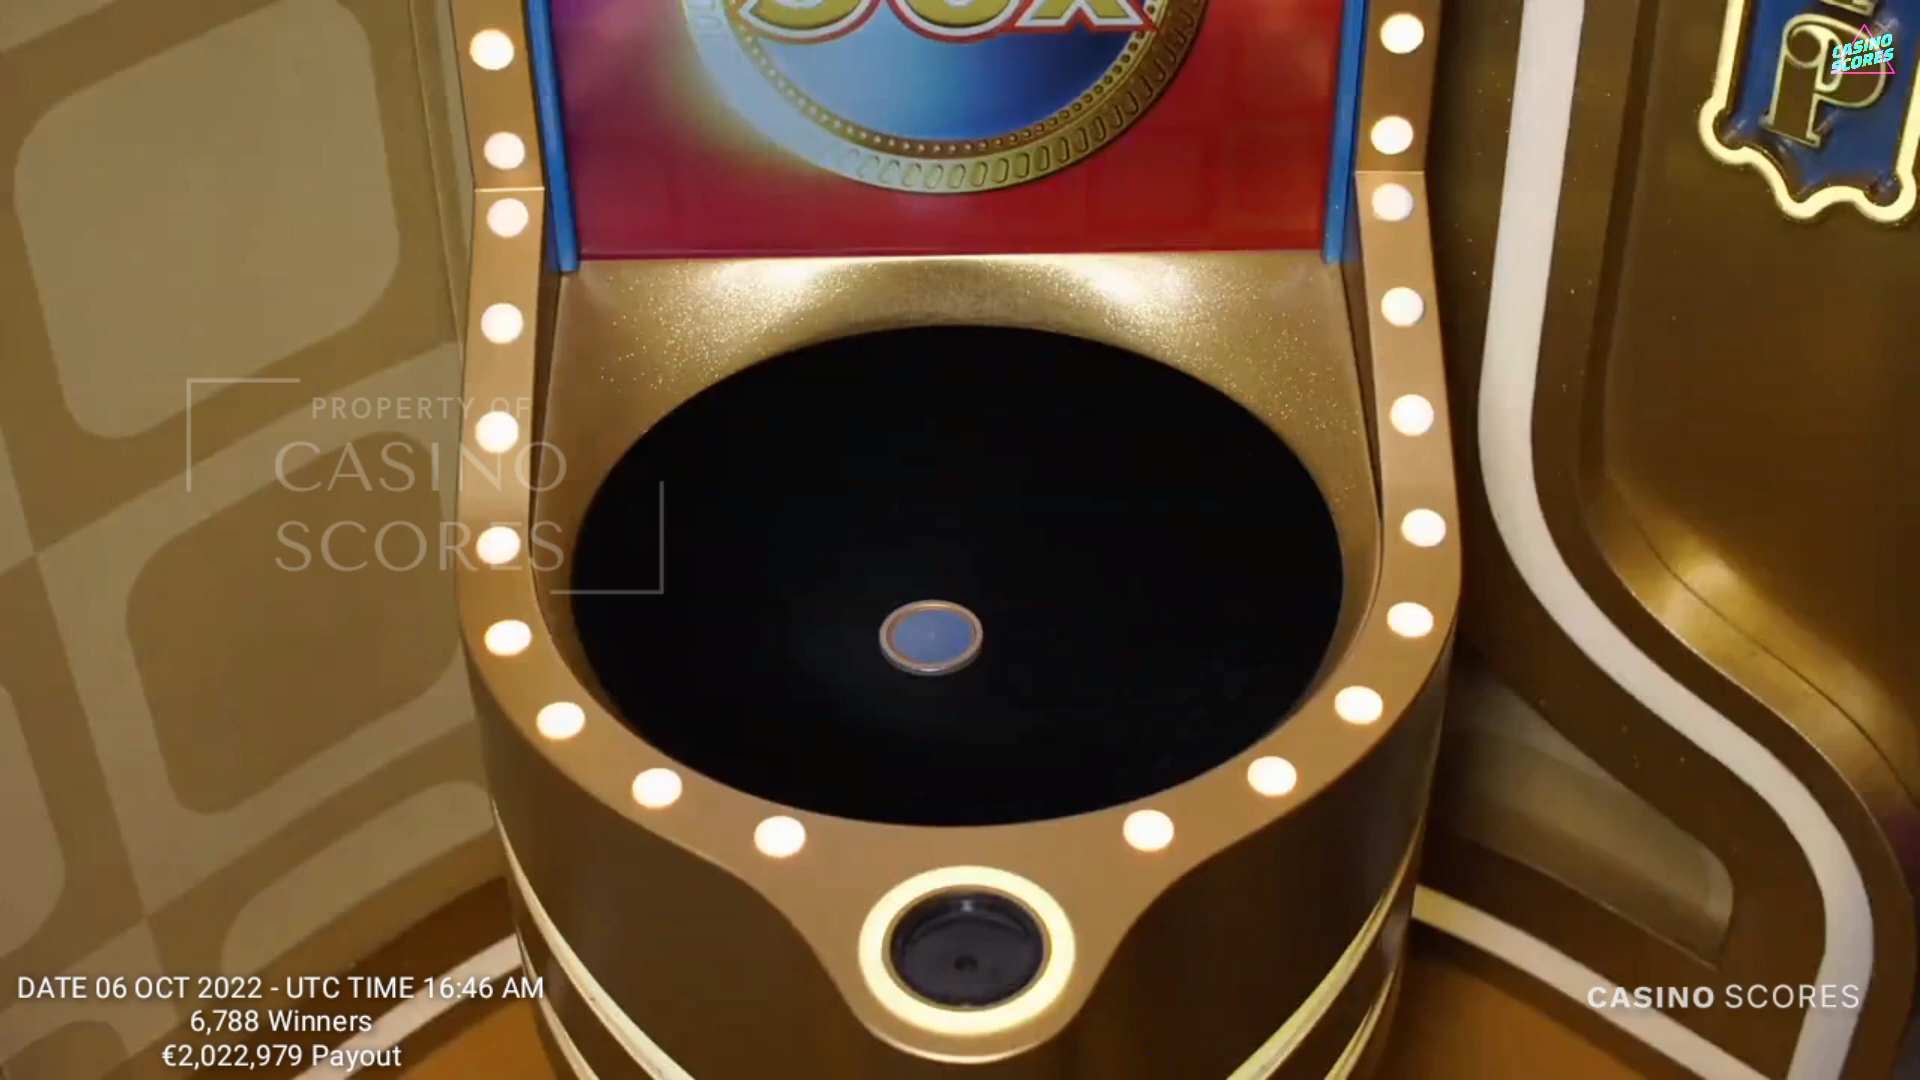 50X
CASINO
SCORES
PROPERTY OF
CASINO
SCORES
DATE 06 OCT 2022 - UTC TIME 16:46 AM
6,788 Winners
€2,022,979 Payout
CASINO SCORES